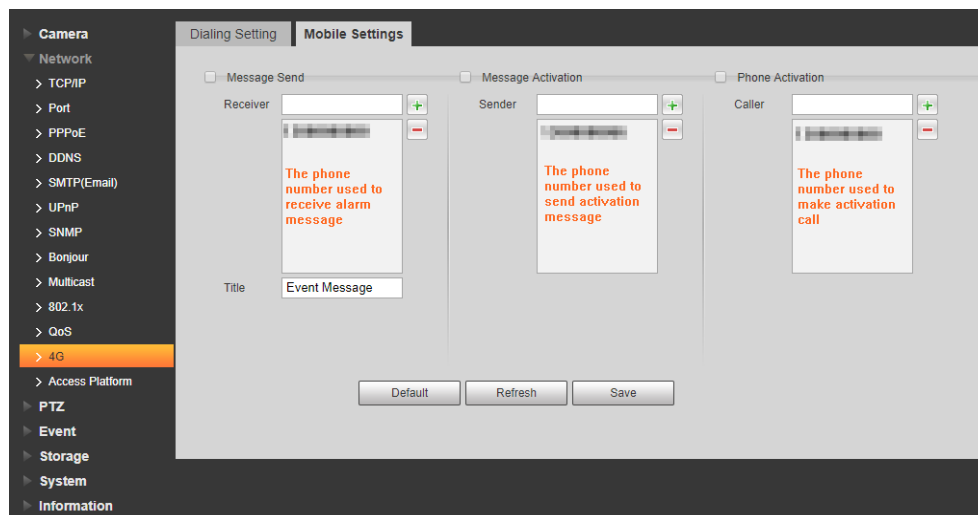 Camera
Network
TCP/IP
Port
PPPoE
DDNS
SMTP(Email)
UPnP
SNMP
Bonjour
Multicast
802.1x
QoS
4G
Access Platform
PTZ
Event
Storage
System
Information
Dialing Setting Mobile Settings
Message Send Message Activation Phone Activation
Receiver Sender Caller
The phone
number used to
receive alarm
message
The phone
number used to
send activation
message
The phone
number used to
make activation
call
Title Event Message
Default Refresh Save